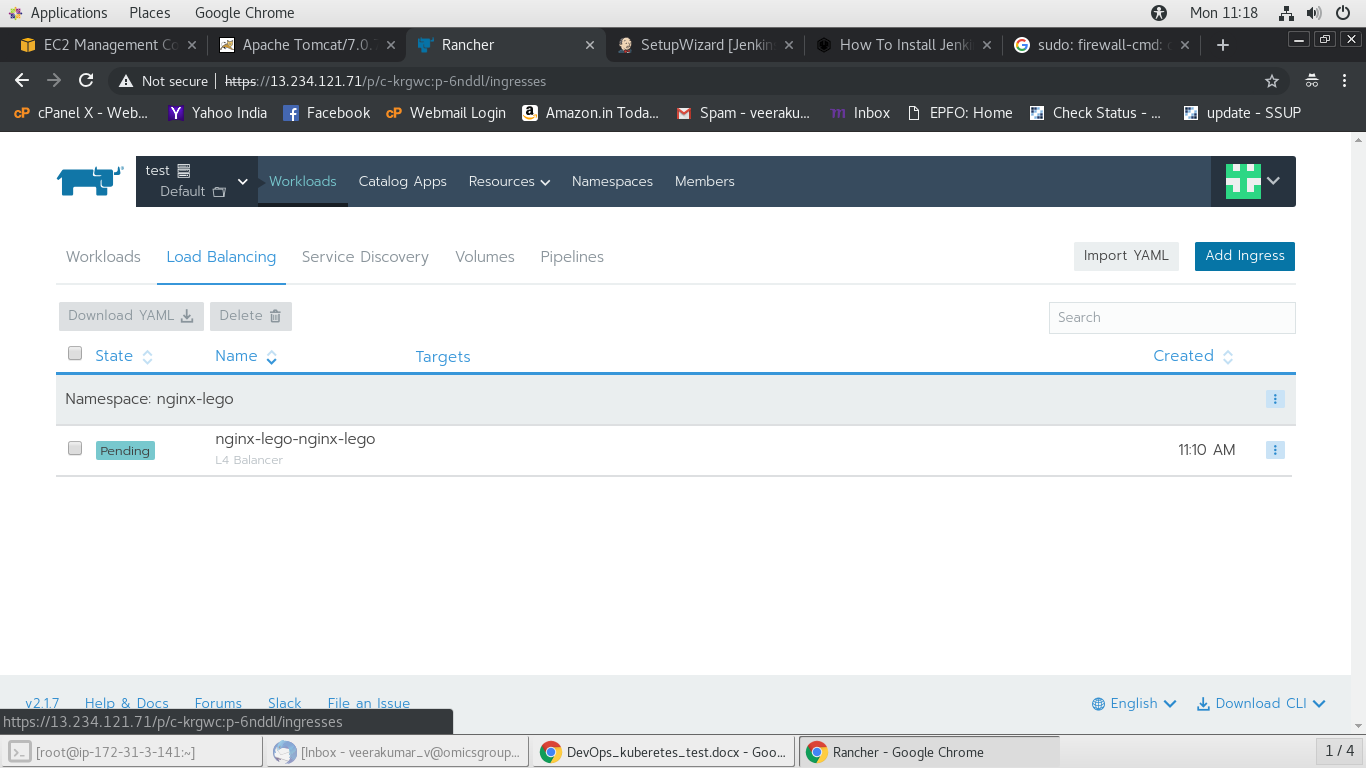 Applications Places Google Chrome Mon 11:18
EC2 Management Co Apache Tomcat/7.0.7 Rancher SetupWizard [Jenkins How To Install Jenki sudo: firewall-cmd: c
Not secure https://13.234.121.71/p/c-krgwc:p-6nddl/ingresses
cPanel X - Web... Yahoo India Facebook Webmail Login Amazon.in Toda... Spam - veeraku... Inbox EPFO: Home Check Status - ... update - SSUP
test
Default
Workloads Catalog Apps Resources Namespaces Members
Workloads Load Balancing Service Discovery Volumes Pipelines Import YAML Add Ingress
Download YAML Delete Search
State Name Targets Created
Namespace: nginx-lego
Pending nginx-lego-nginx-lego 11:10 AM
L4 Balancer
v2.1.7 Help & Docs Forums Slack File an Issue English Download CLI
https://13.234.121.71/p/c-krgwc:p-6nddl/ingresses
[root@ip-172-31-3-141:~] [Inbox - veerakumar_v@omicsgroup... DevOps_kuberetes_test.docx - Goo... Rancher - Google Chrome 1 / 4